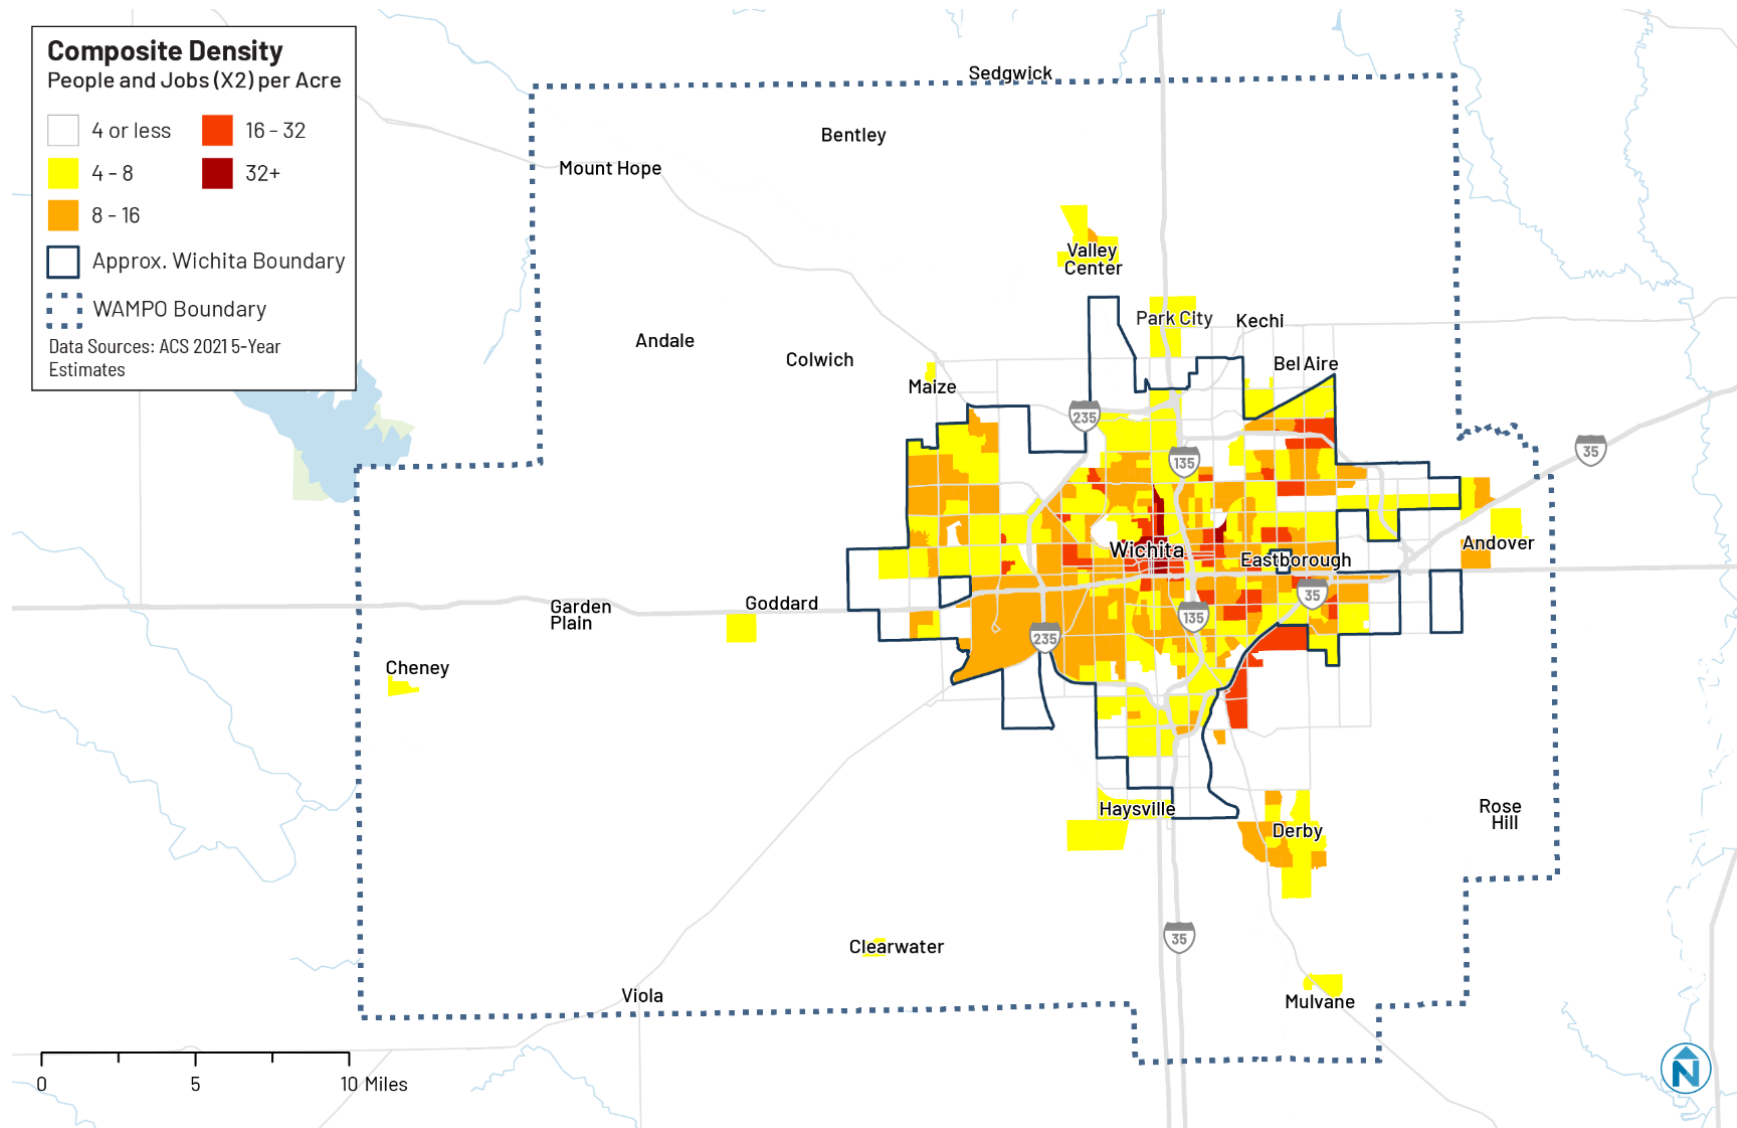 Composite Density
People and Jobs (X2) per Acre
4 or less
16 - 32
4 - 8
32+
8 - 16
Approx. Wichita Boundary
WAMPO Boundary
Data Sources: ACS 2021 5-Year
Estimates
Sedgwick
Bentley
Mount Hope
Valley
Center
Park City
Kechi
Andale
Colwich
Bel Aire
Maize
235
135
35
Andover
Wichita
Eastborough
35
Garden
Plain
Goddard
135
235
Cheney
Haysville
Derby
Rose
Hill
35
Clearwater
Viola
Mulvane
0
5
10 Miles
N